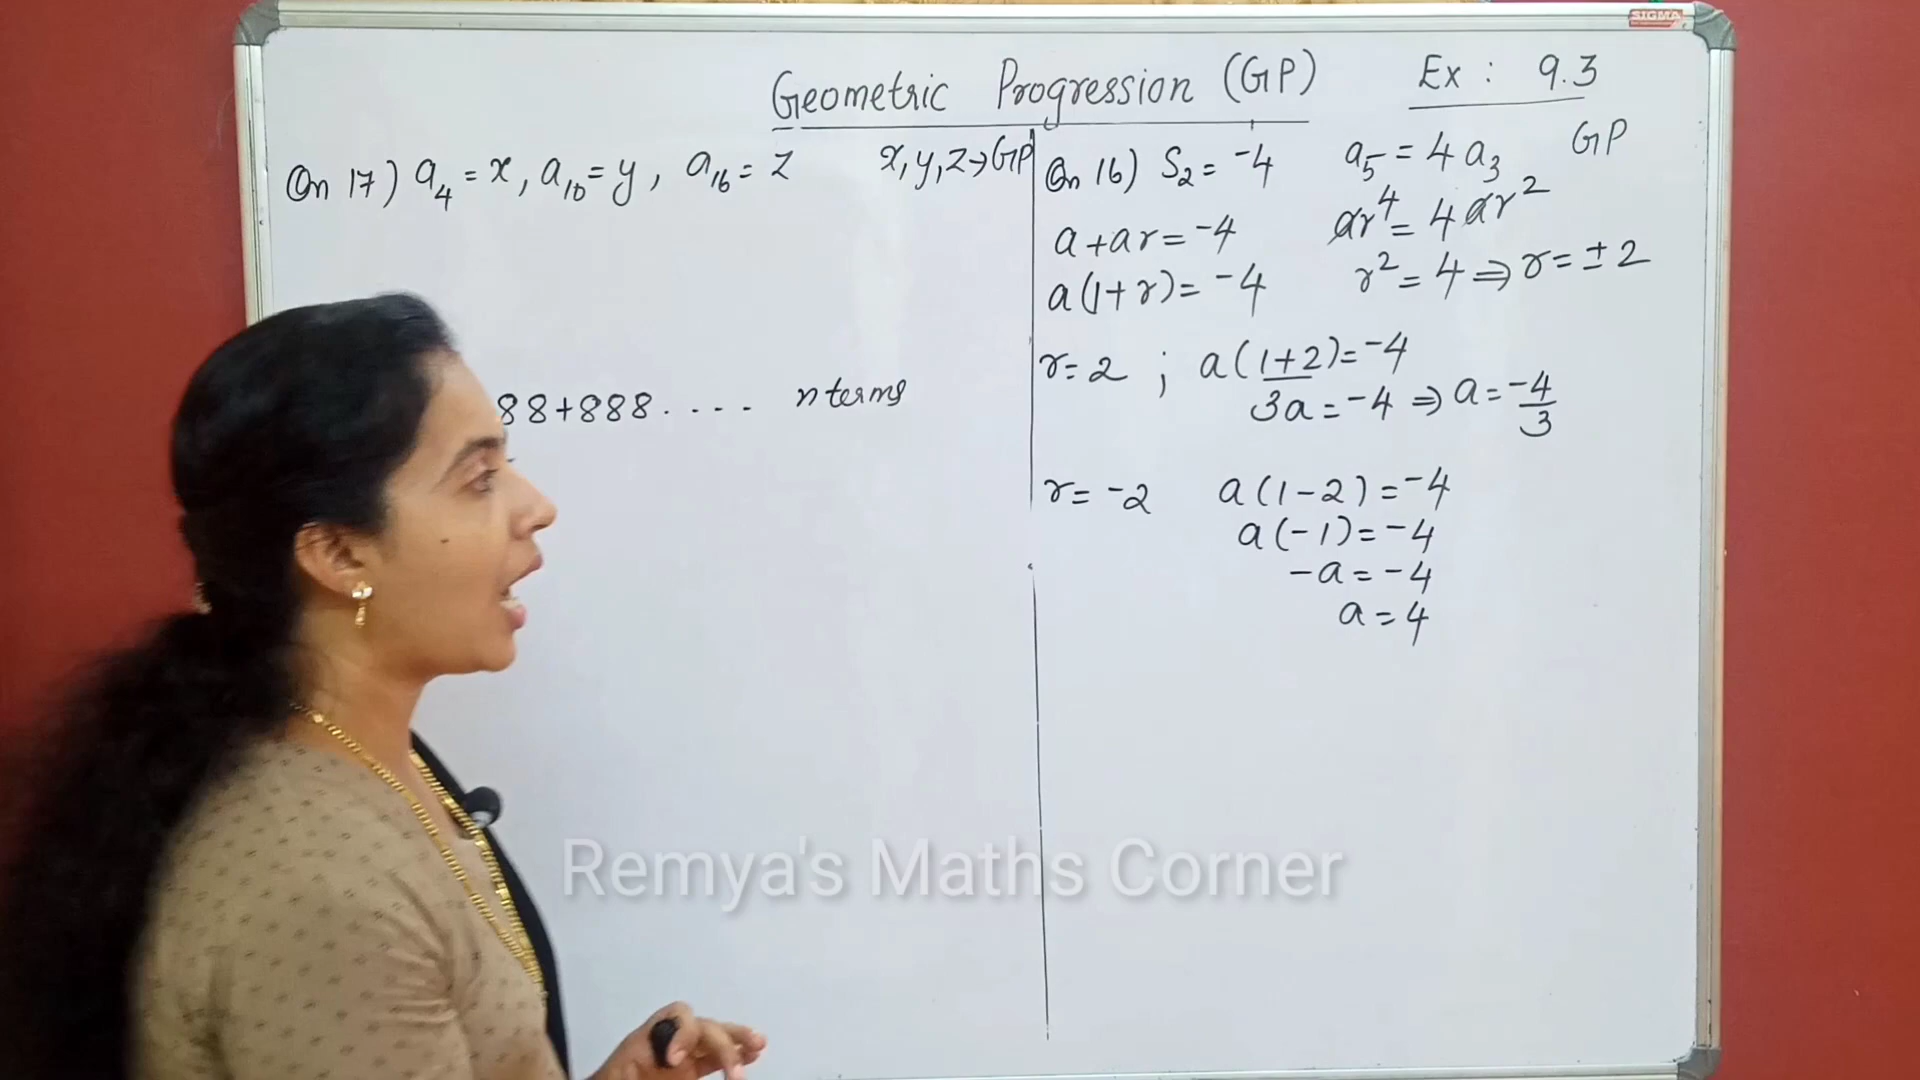 SIGMA
Geometric Progression (GP) Ex : 9.3
Qn 17) a₄ = x, a₁₀ = y, a₁₆ = z x, y, z → GP
88+888.... n terms
Qn 16) S₂ = -4 a₅ = 4 a₃ GP
a + ar = -4 ar⁴ = 4 ar²
a(1+r) = -4 r² = 4 ⇒ r = ± 2
r = 2 ; a(1+2) = -4
3a = -4 ⇒ a = -4/3
r = -2 a(1-2) = -4
a(-1) = -4
-a = -4
a = 4
Remya's Maths Corner